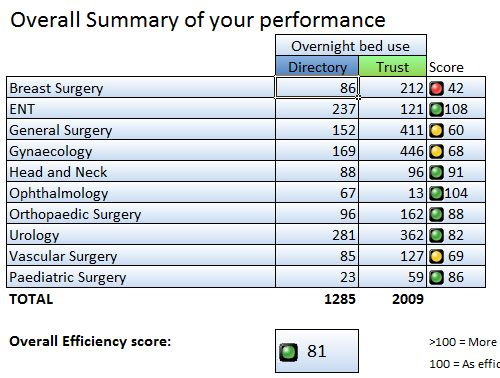 Overall Summary of your performance
Overnight bed use
Directory Trust Score
Breast Surgery 86 212 42
ENT 237 121 108
General Surgery 152 411 60
Gynaecology 169 446 68
Head and Neck 88 96 91
Ophthalmology 67 13 104
Orthopaedic Surgery 96 162 88
Urology 281 362 82
Vascular Surgery 85 127 69
Paediatric Surgery 23 59 86
TOTAL 1285 2009
Overall Efficiency score: 81
>100 = More
100 = As effic